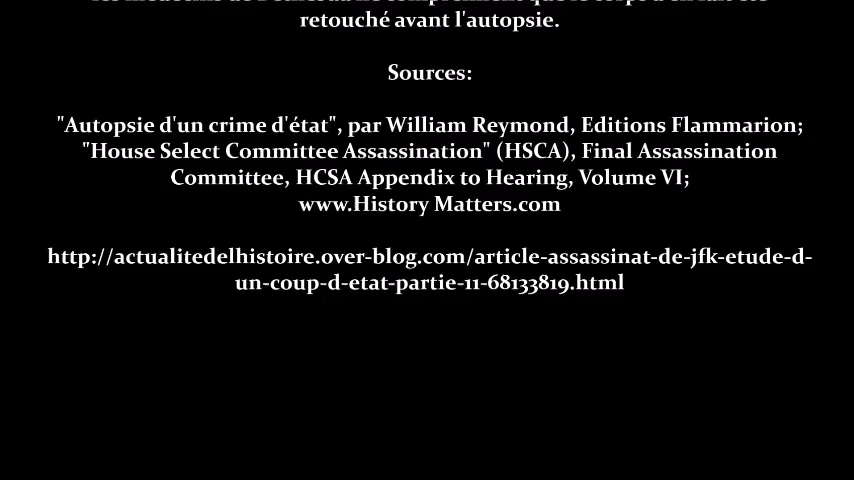 retouché avant l'autopsie.
Sources:
"Autopsie d'un crime d'état", par William Reymond, Editions Flammarion;
"House Select Committee Assassination" (HSCA), Final Assassination
Committee, HCSA Appendix to Hearing, Volume VI;
www.History Matters.com
http://actualitedelhistoire.over-blog.com/article-assassinat-de-jfk-etude-d-
un-coup-d-etat-partie-11-68133819.html